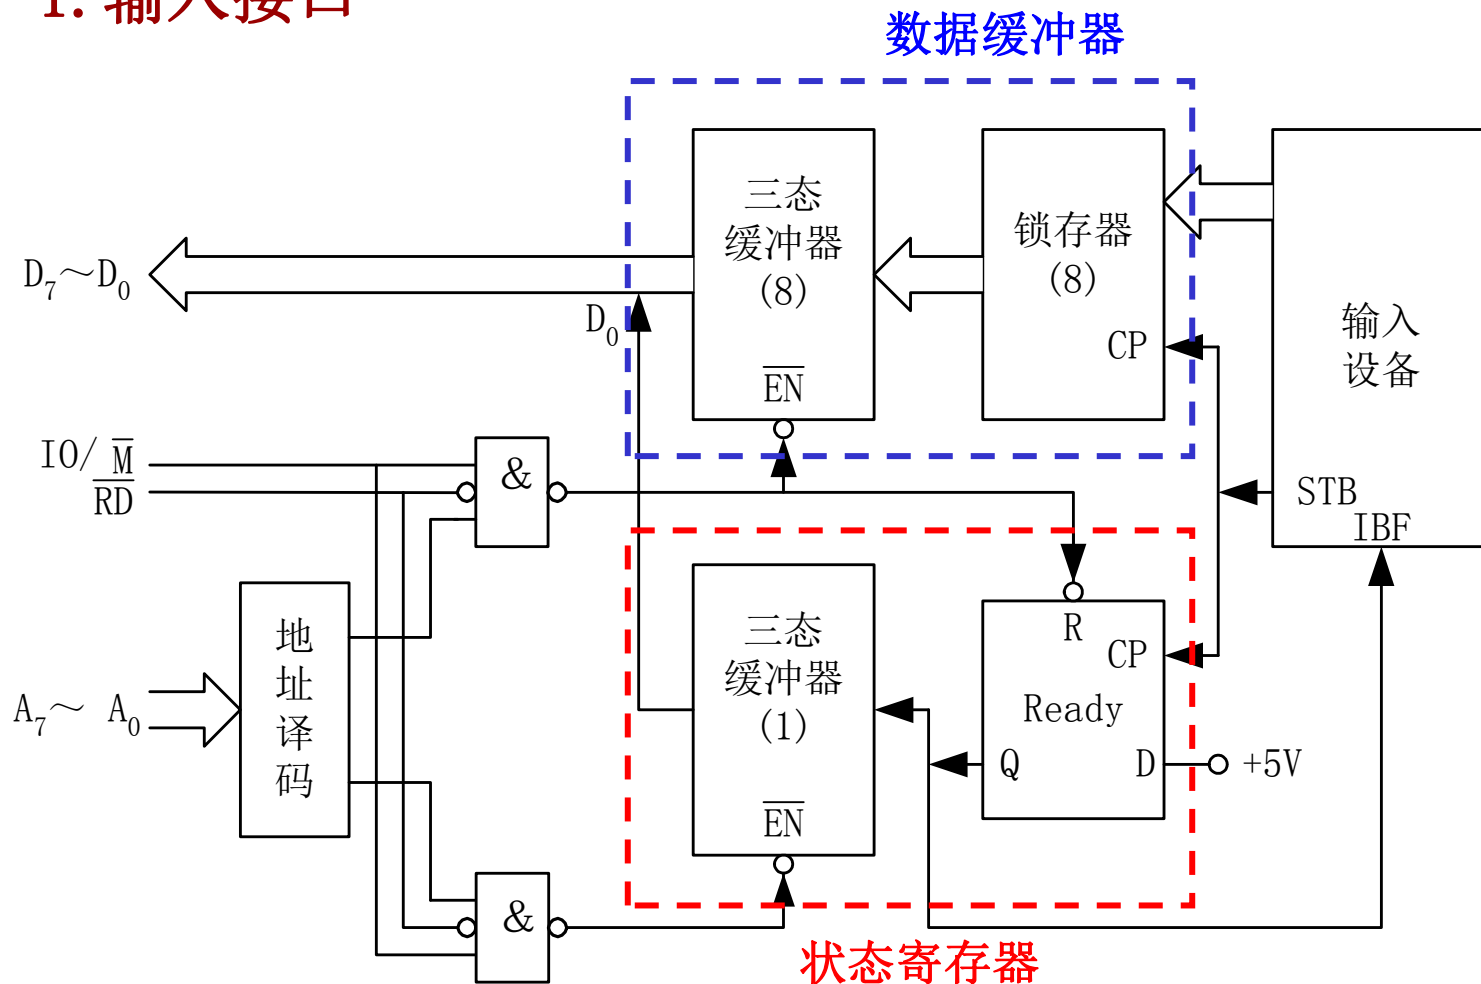 1. 输入接口
数据缓冲器
三态
缓冲器
(8)
EN
锁存器
(8)
CP
输入
设备
STB
IBF
D7～D0
D0
IO/M
RD
&
地
址
译
码
A7～ A0
三态
缓冲器
(1)
EN
R
CP
Ready
Q
D
+5V
&
状态寄存器